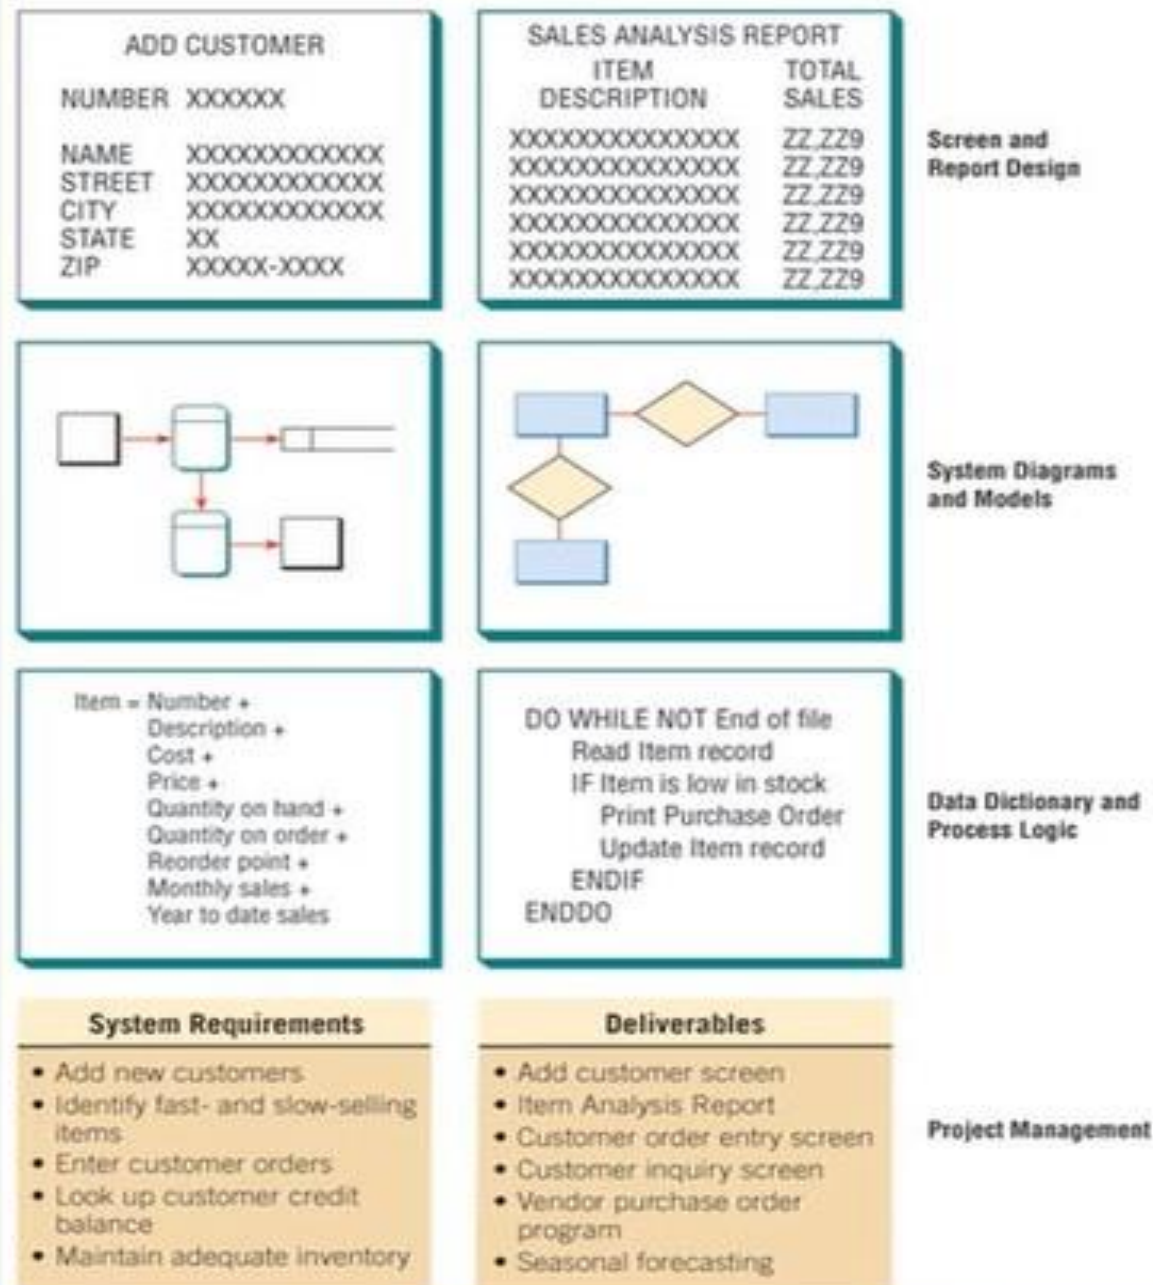 ADD CUSTOMER
NUMBER XXXXXX
NAME XXXXXXXXXXXXX
STREET XXXXXXXXXXXXX
CITY XXXXXXXXXXXXX
STATE XX
ZIP XXXXX-XXXX
SALES ANALYSIS REPORT
ITEM TOTAL
DESCRIPTION SALES
XXXXXXXXXXXXXXX ZZ,ZZ9
XXXXXXXXXXXXXXX ZZ,ZZ9
XXXXXXXXXXXXXXX ZZ,ZZ9
XXXXXXXXXXXXXXX ZZ,ZZ9
XXXXXXXXXXXXXXX ZZ,ZZ9
XXXXXXXXXXXXXXX ZZ,ZZ9
Screen and
Report Design
System Diagrams
and Models
Item = Number +
Description +
Cost +
Price +
Quantity on hand +
Quantity on order +
Reorder point +
Monthly sales +
Year to date sales
DO WHILE NOT End of file
Read Item record
IF Item is low in stock
Print Purchase Order
Update Item record
ENDIF
ENDDO
Data Dictionary and
Process Logic
System Requirements
• Add new customers
• Identify fast- and slow-selling
items
• Enter customer orders
• Look up customer credit
balance
• Maintain adequate inventory
Deliverables
• Add customer screen
• Item Analysis Report
• Customer order entry screen
• Customer inquiry screen
• Vendor purchase order
program
• Seasonal forecasting
Project Management